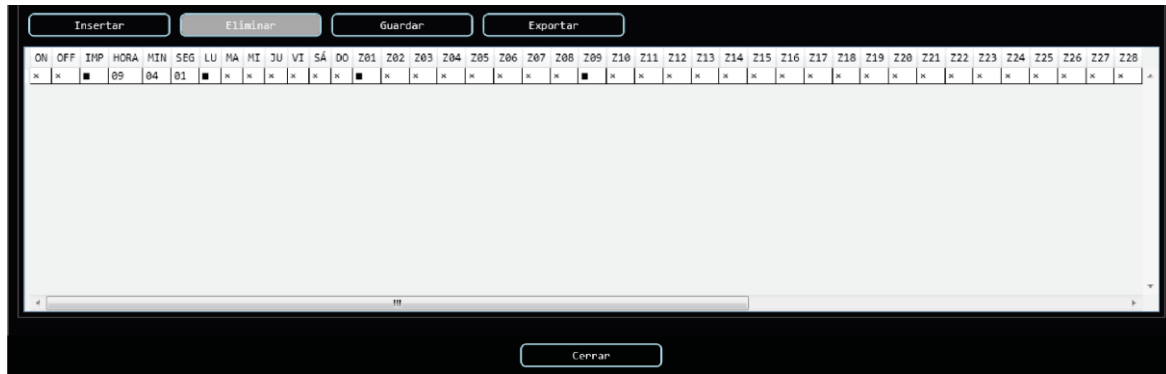 Insertar Eliminar Guardar Exportar
ON OFF IMP HORA MIN SEG LU MA MI JU VI SÁ DO Z01 Z02 Z03 Z04 Z05 Z06 Z07 Z08 Z09 Z10 Z11 Z12 Z13 Z14 Z15 Z16 Z17 Z18 Z19 Z20 Z21 Z22 Z23 Z24 Z25 Z26 Z27 Z28
× × ■ 09 04 01 ■ × × × × × × ■ × × × × × × × ■ × × × × × × × × × × × × × × × × × × ×
Cerrar